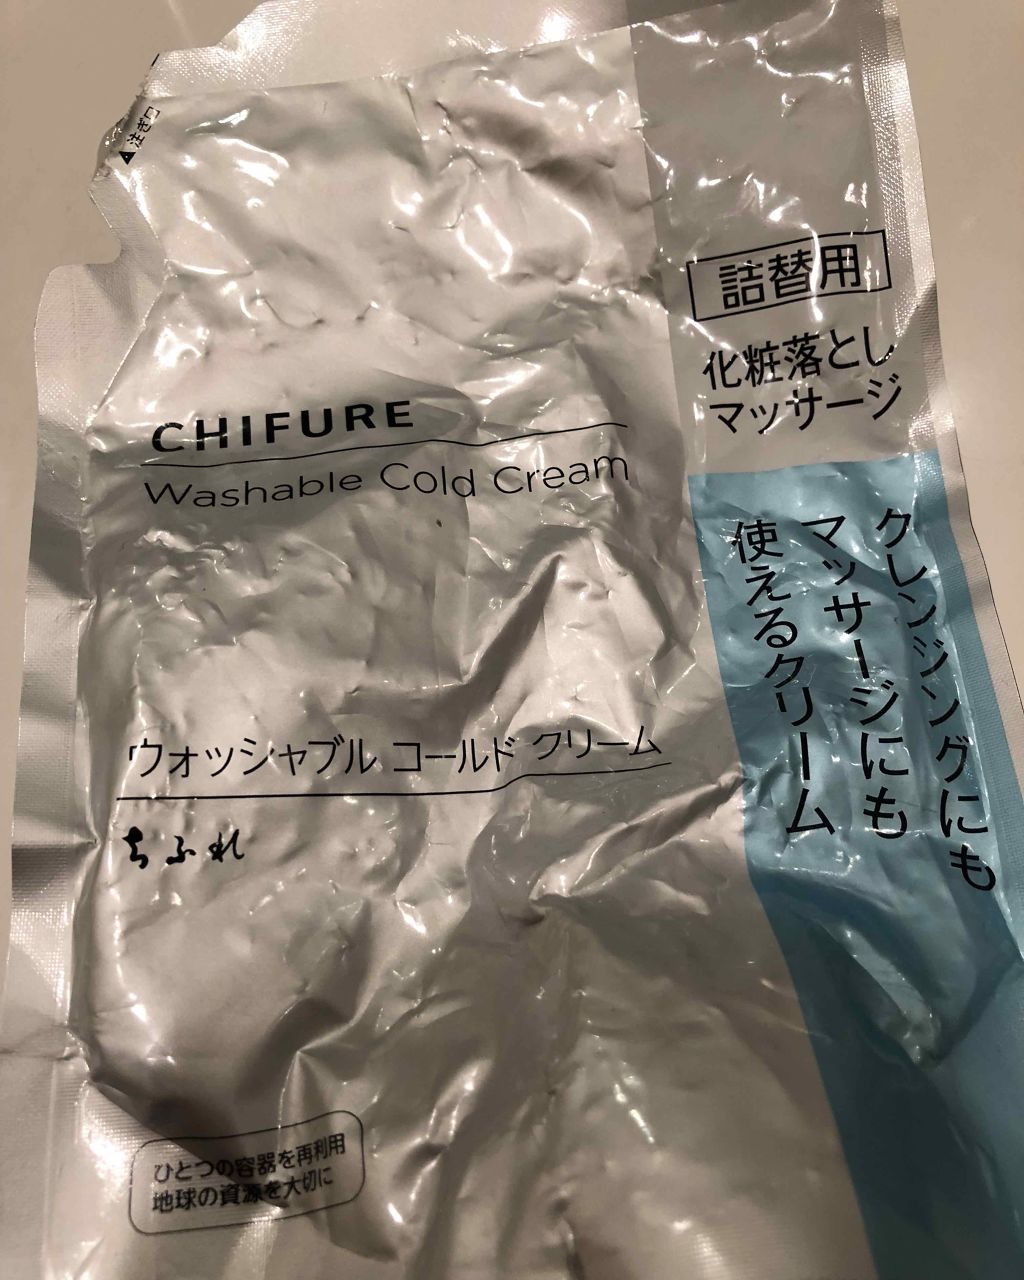 ▲注ぎ口
詰替用
化粧落とし
マッサージ
CHIFURE
Washable Cold Cream
クレンジングにも
マッサージにも
使えるクリーム
ウォッシャブル コールド クリーム
ちふれ
ひとつの容器を再利用
地球の資源を大切に